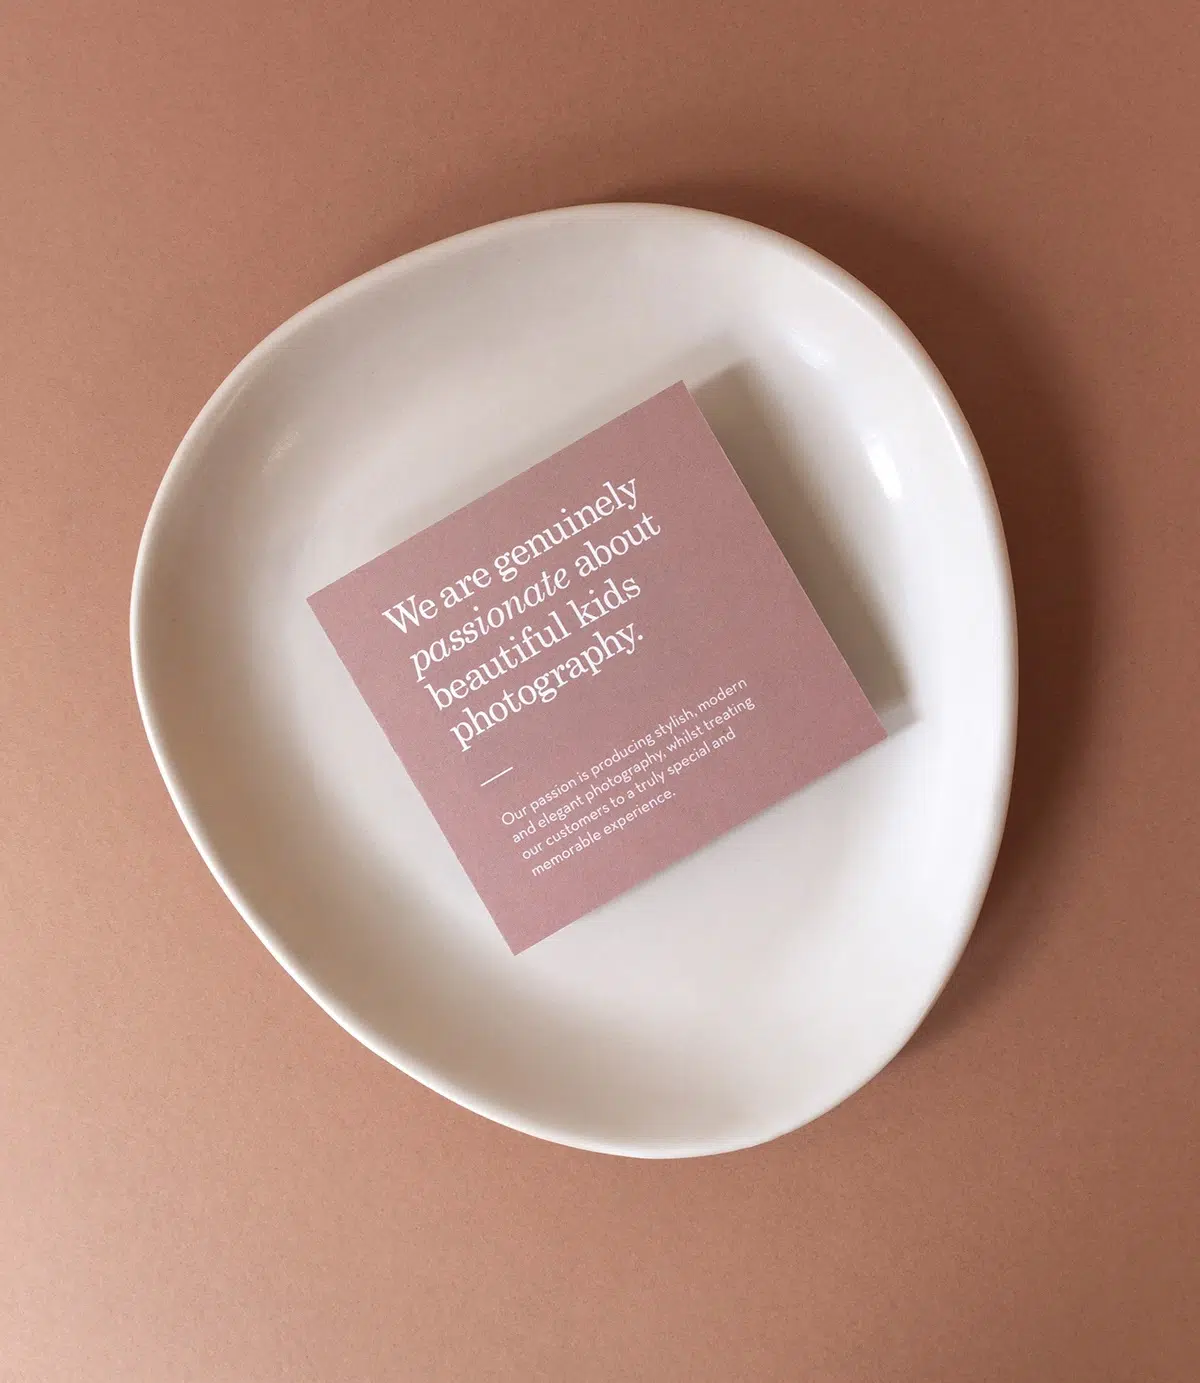 We are genuinely
passionate about
beautiful kids
photography.
Our passion is producing stylish, modern
and elegant photography, whilst treating
our customers to a truly special and
memorable experience.